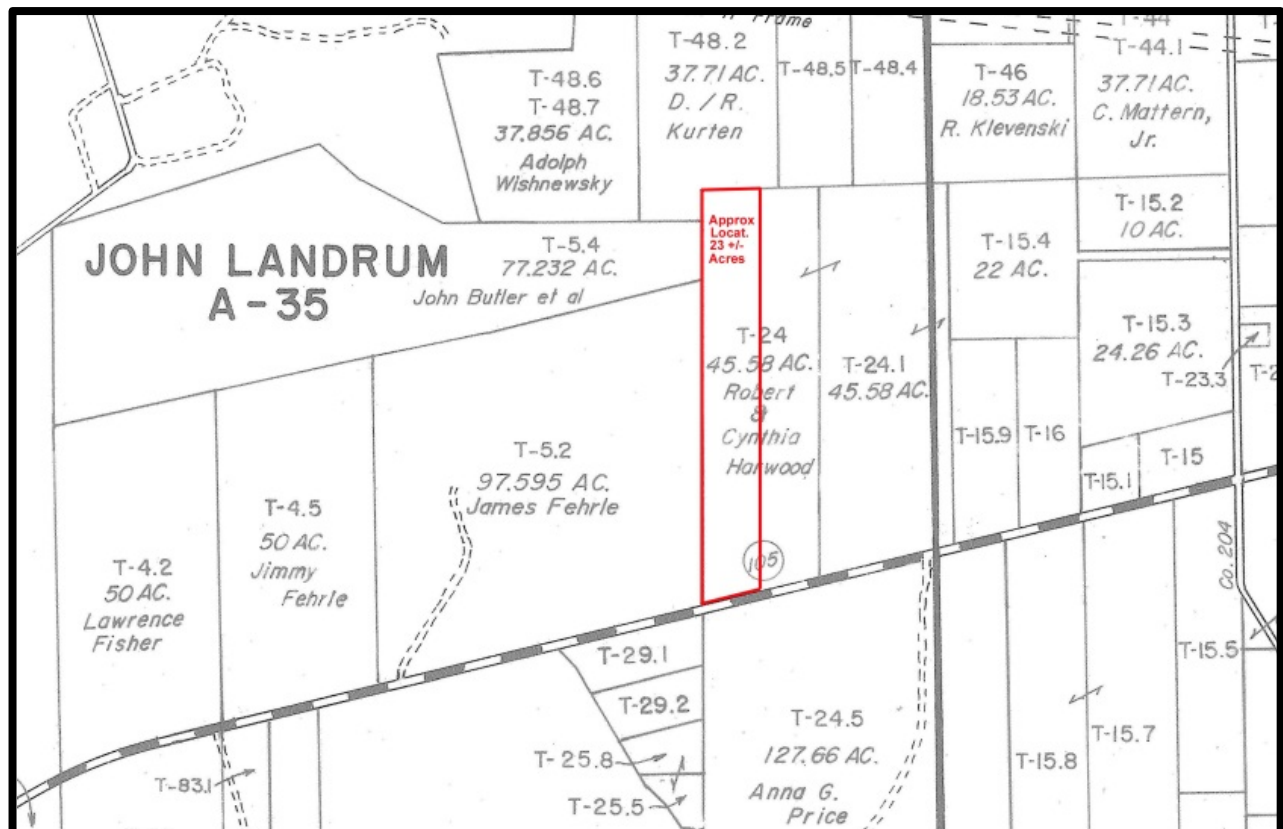 Frame
T-44
T-48.2
37.71 AC.
D. / R.
Kurten
T-48.5
T-48.4
T-46
18.53 AC.
R. Klevenski
T-44.1
37.71 AC.
C. Mattern,
Jr.
T-48.6
T-48.7
37.856 AC.
Adolph
Wishnewsky
Approx
Locat.
23 +/-
Acres
T-15.2
10 AC.
JOHN LANDRUM
A-35
T-5.4
77.232 AC.
John Butler et al
T-15.4
22 AC.
T-24
45.58 AC.
Robert
&
Cynthia
Harwood
T-24.1
45.58 AC.
T-15.3
24.26 AC.
T-23.3
T-15.9
T-16
T-15.1
T-15
T-5.2
97.595 AC.
James Fehrle
T-4.5
50 AC.
Jimmy
Fehrle
T-4.2
50 AC.
Lawrence
Fisher
105
Co. 204
T-29.1
T-29.2
T-25.8
T-25.5
T-24.5
127.66 AC.
Anna G.
Price
T-15.5
T-15.7
T-15.8
T-83.1